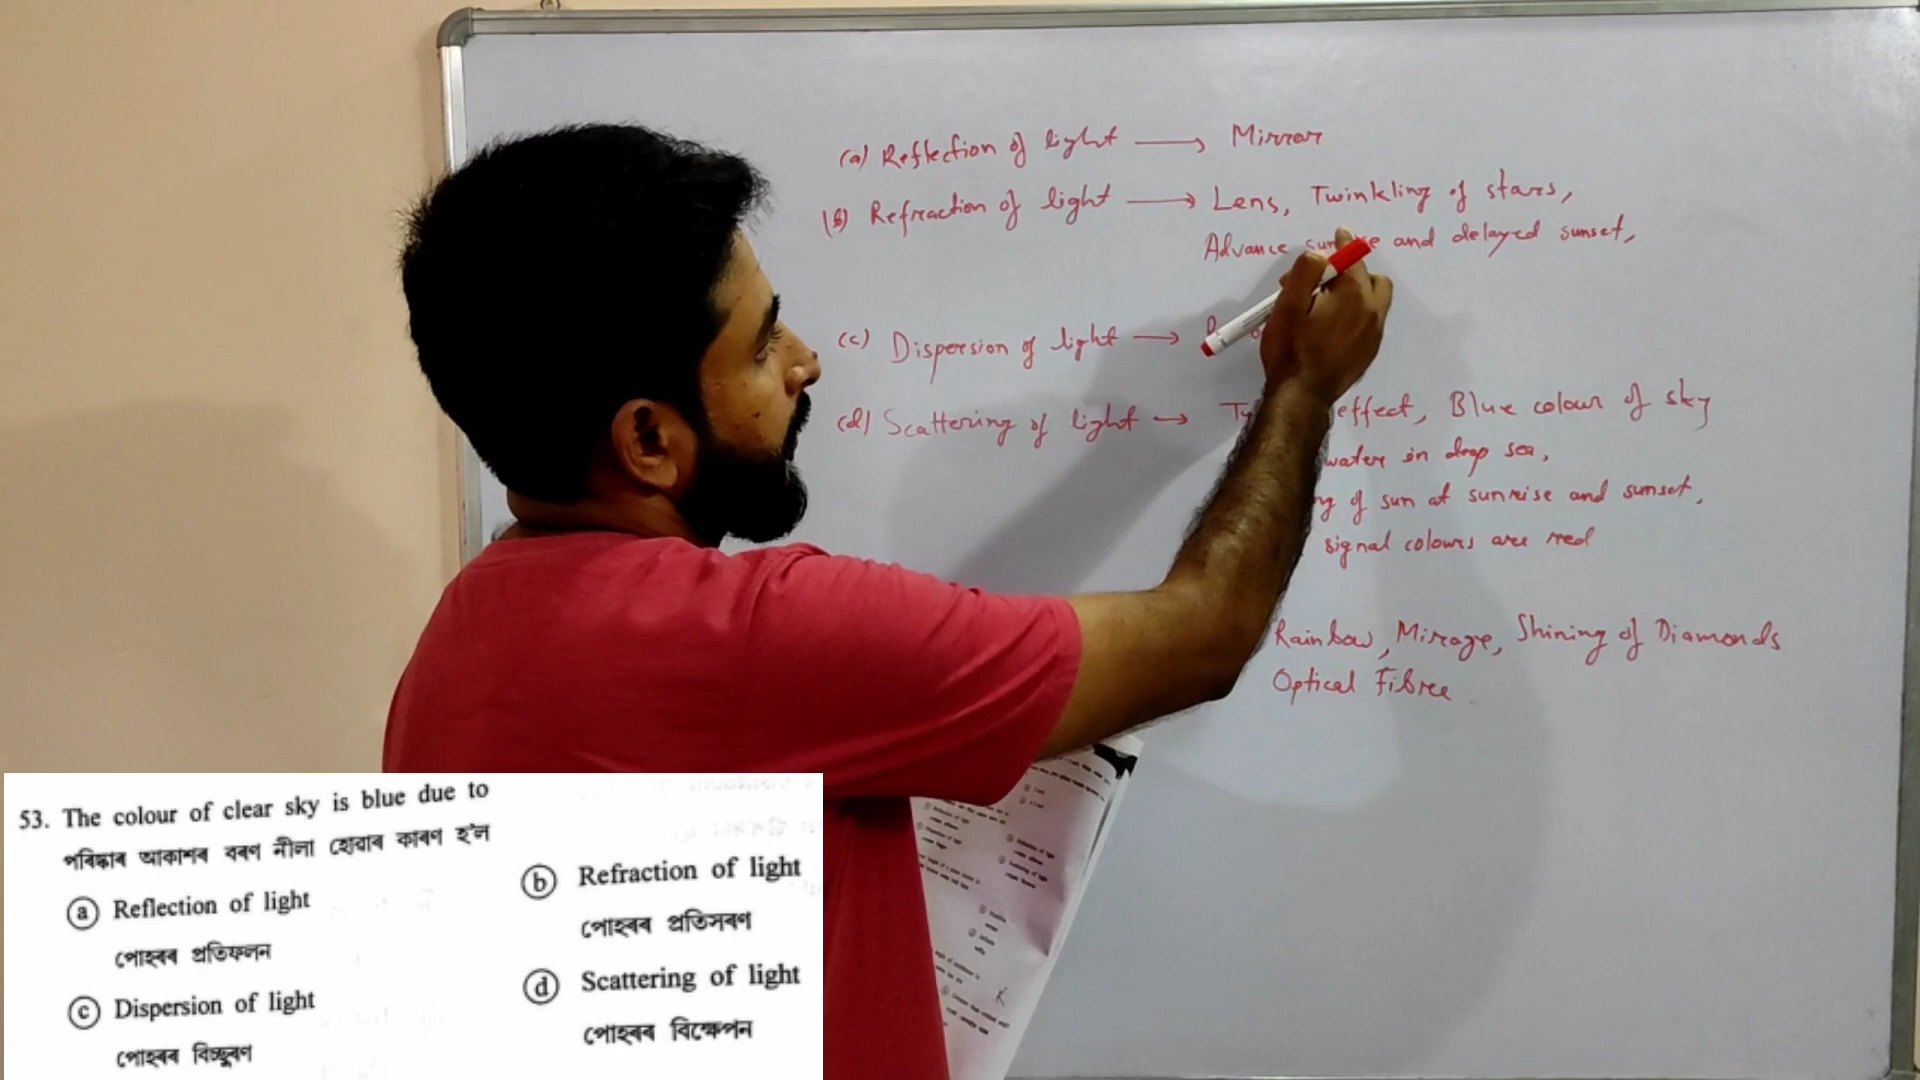 (a) Reflection of light → Mirror
(b) Refraction of light → Lens, Twinkling of stars,
Advance and delayed sunset,
(c) Dispersion of light →
(d) Scattering of light → effect, Blue colour of sky
water in deep sea,
of sun at sunrise and sunset,
signal colours are red
Rainbow, Mirage, Shining of Diamonds
Optical Fibre
53. The colour of clear sky is blue due to
পৰিষ্কাৰ আকাশৰ বৰণ নীলা হোৱাৰ কাৰণ হ'ল
(a) Reflection of light
পোহৰৰ প্ৰতিফলন
(b) Refraction of light
পোহৰৰ প্ৰতিসৰণ
(c) Dispersion of light
পোহৰৰ বিচ্ছুৰণ
(d) Scattering of light
পোহৰৰ বিক্ষেপন